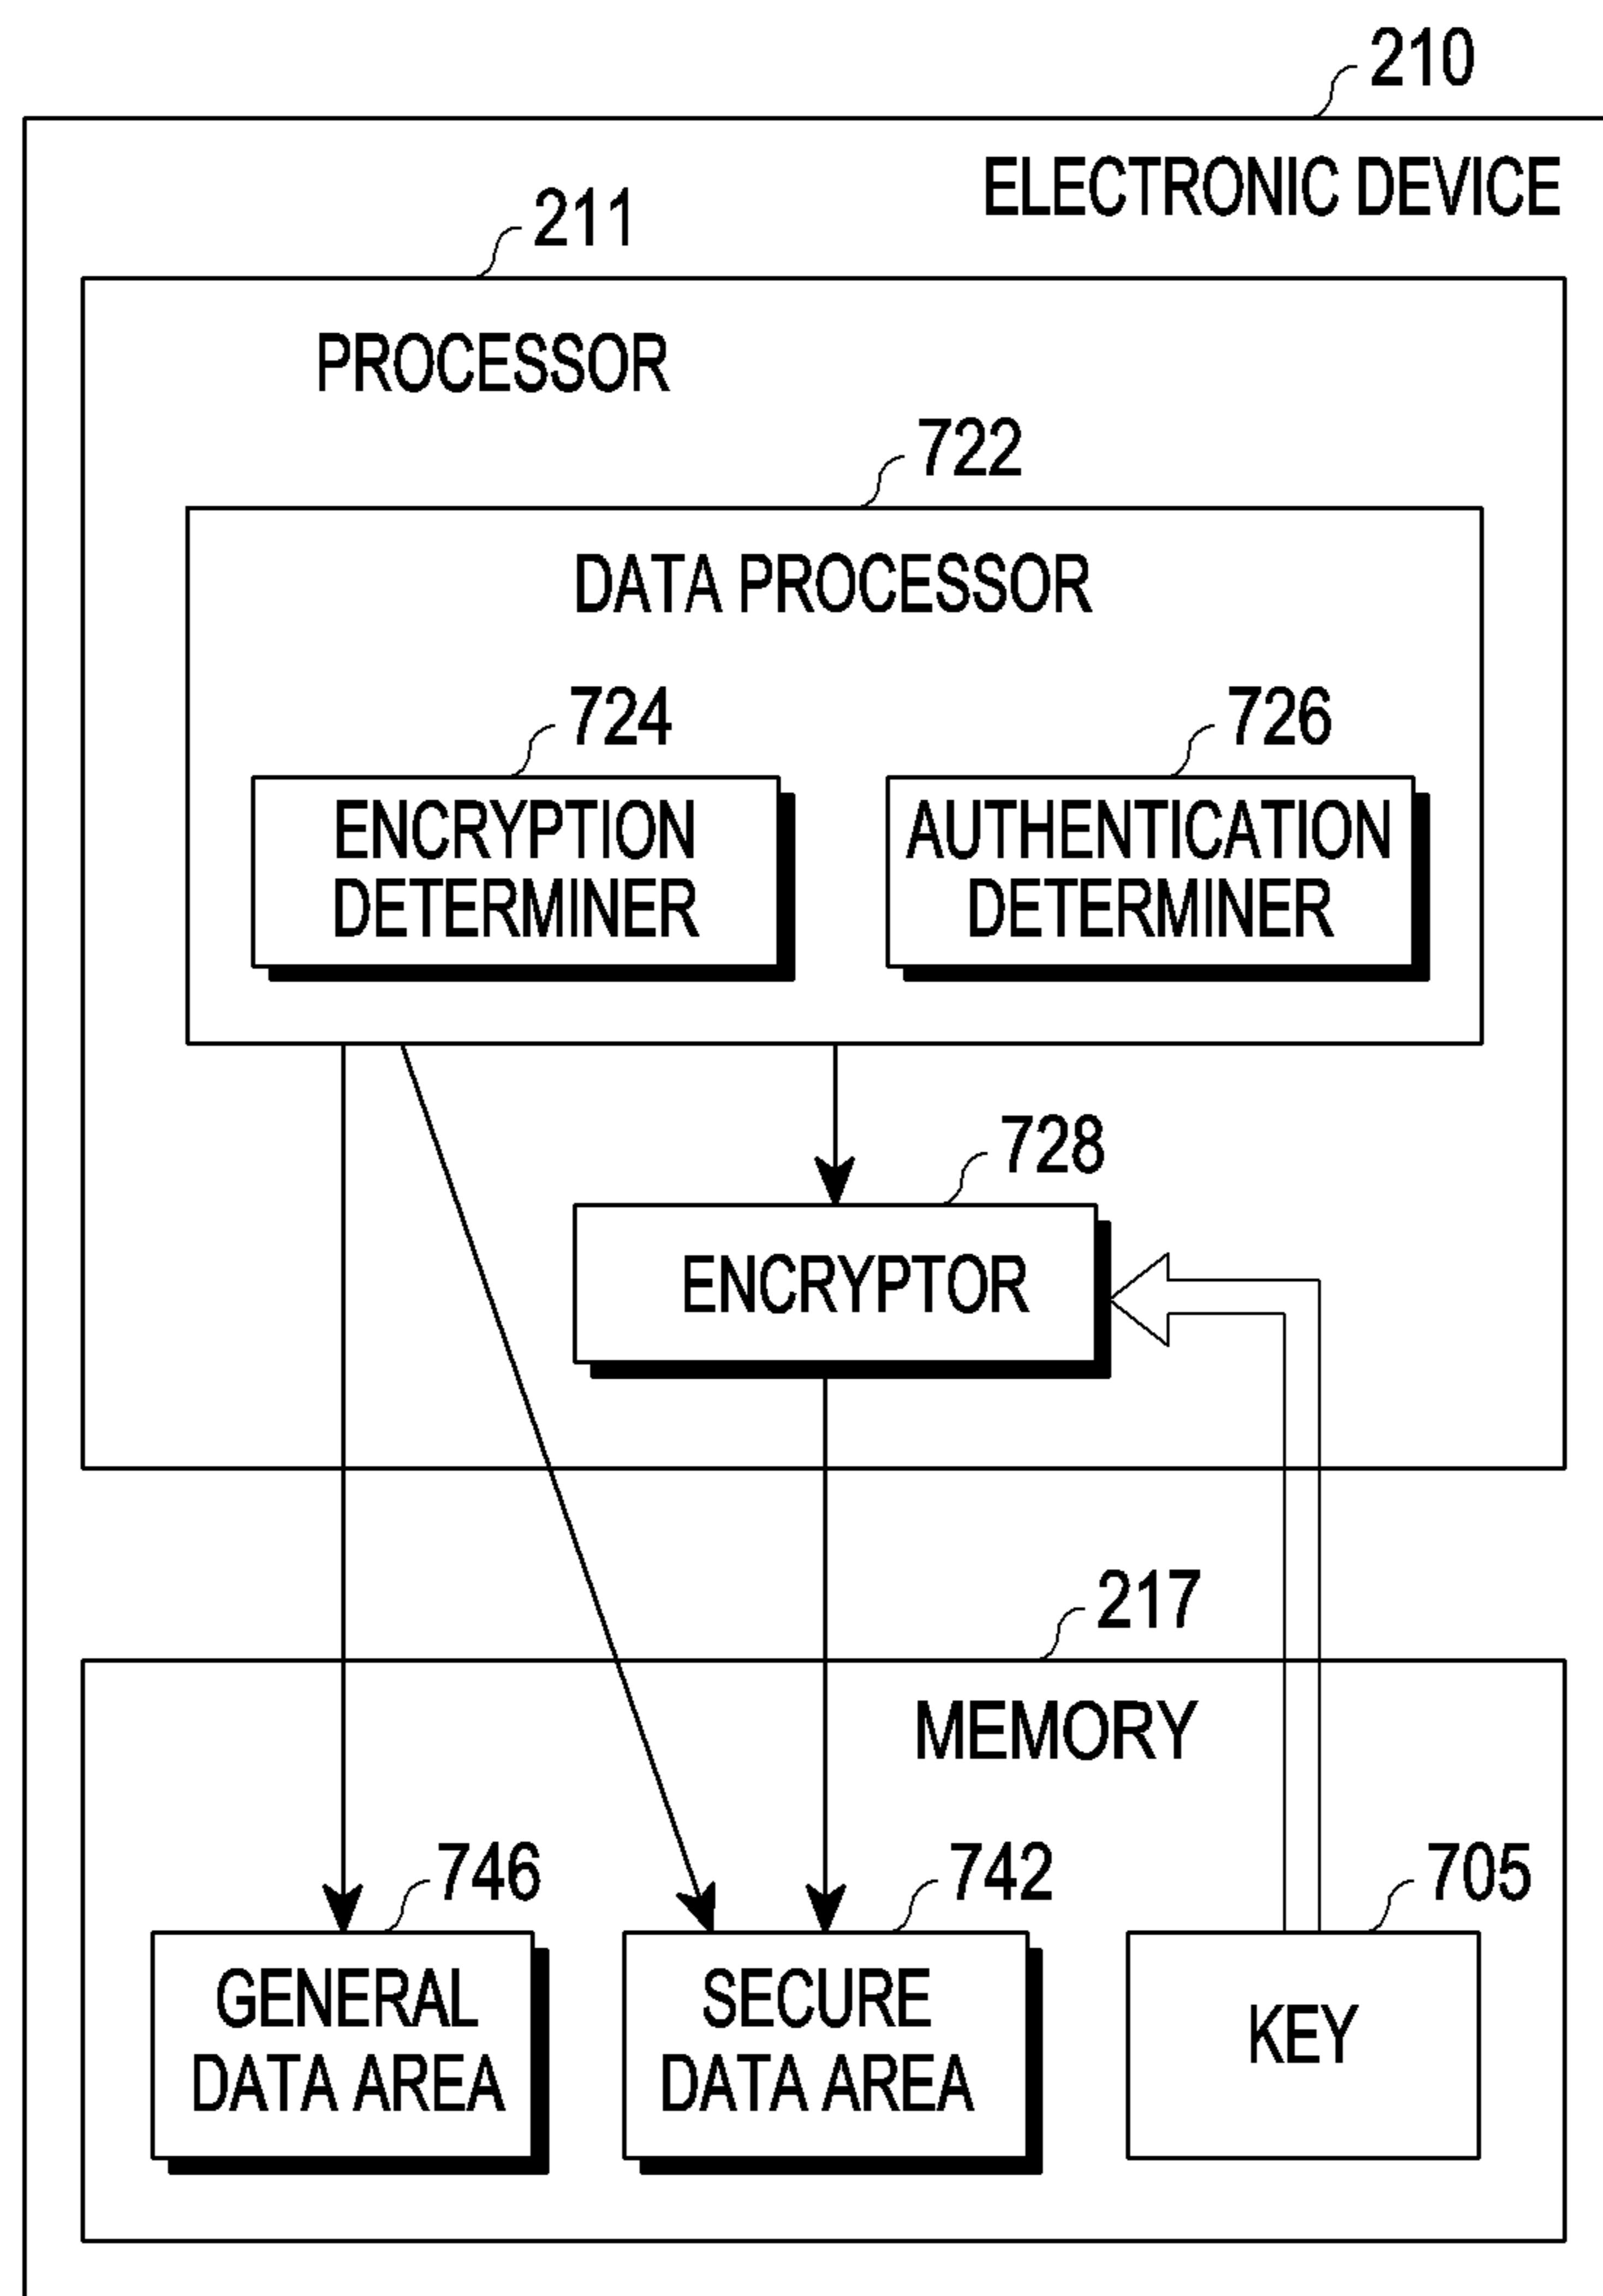 210
ELECTRONIC DEVICE
211
PROCESSOR
722
DATA PROCESSOR
724
726
ENCRYPTION
DETERMINER
AUTHENTICATION
DETERMINER
728
ENCRYPTOR
217
MEMORY
746
742
705
GENERAL
DATA AREA
SECURE
DATA AREA
KEY